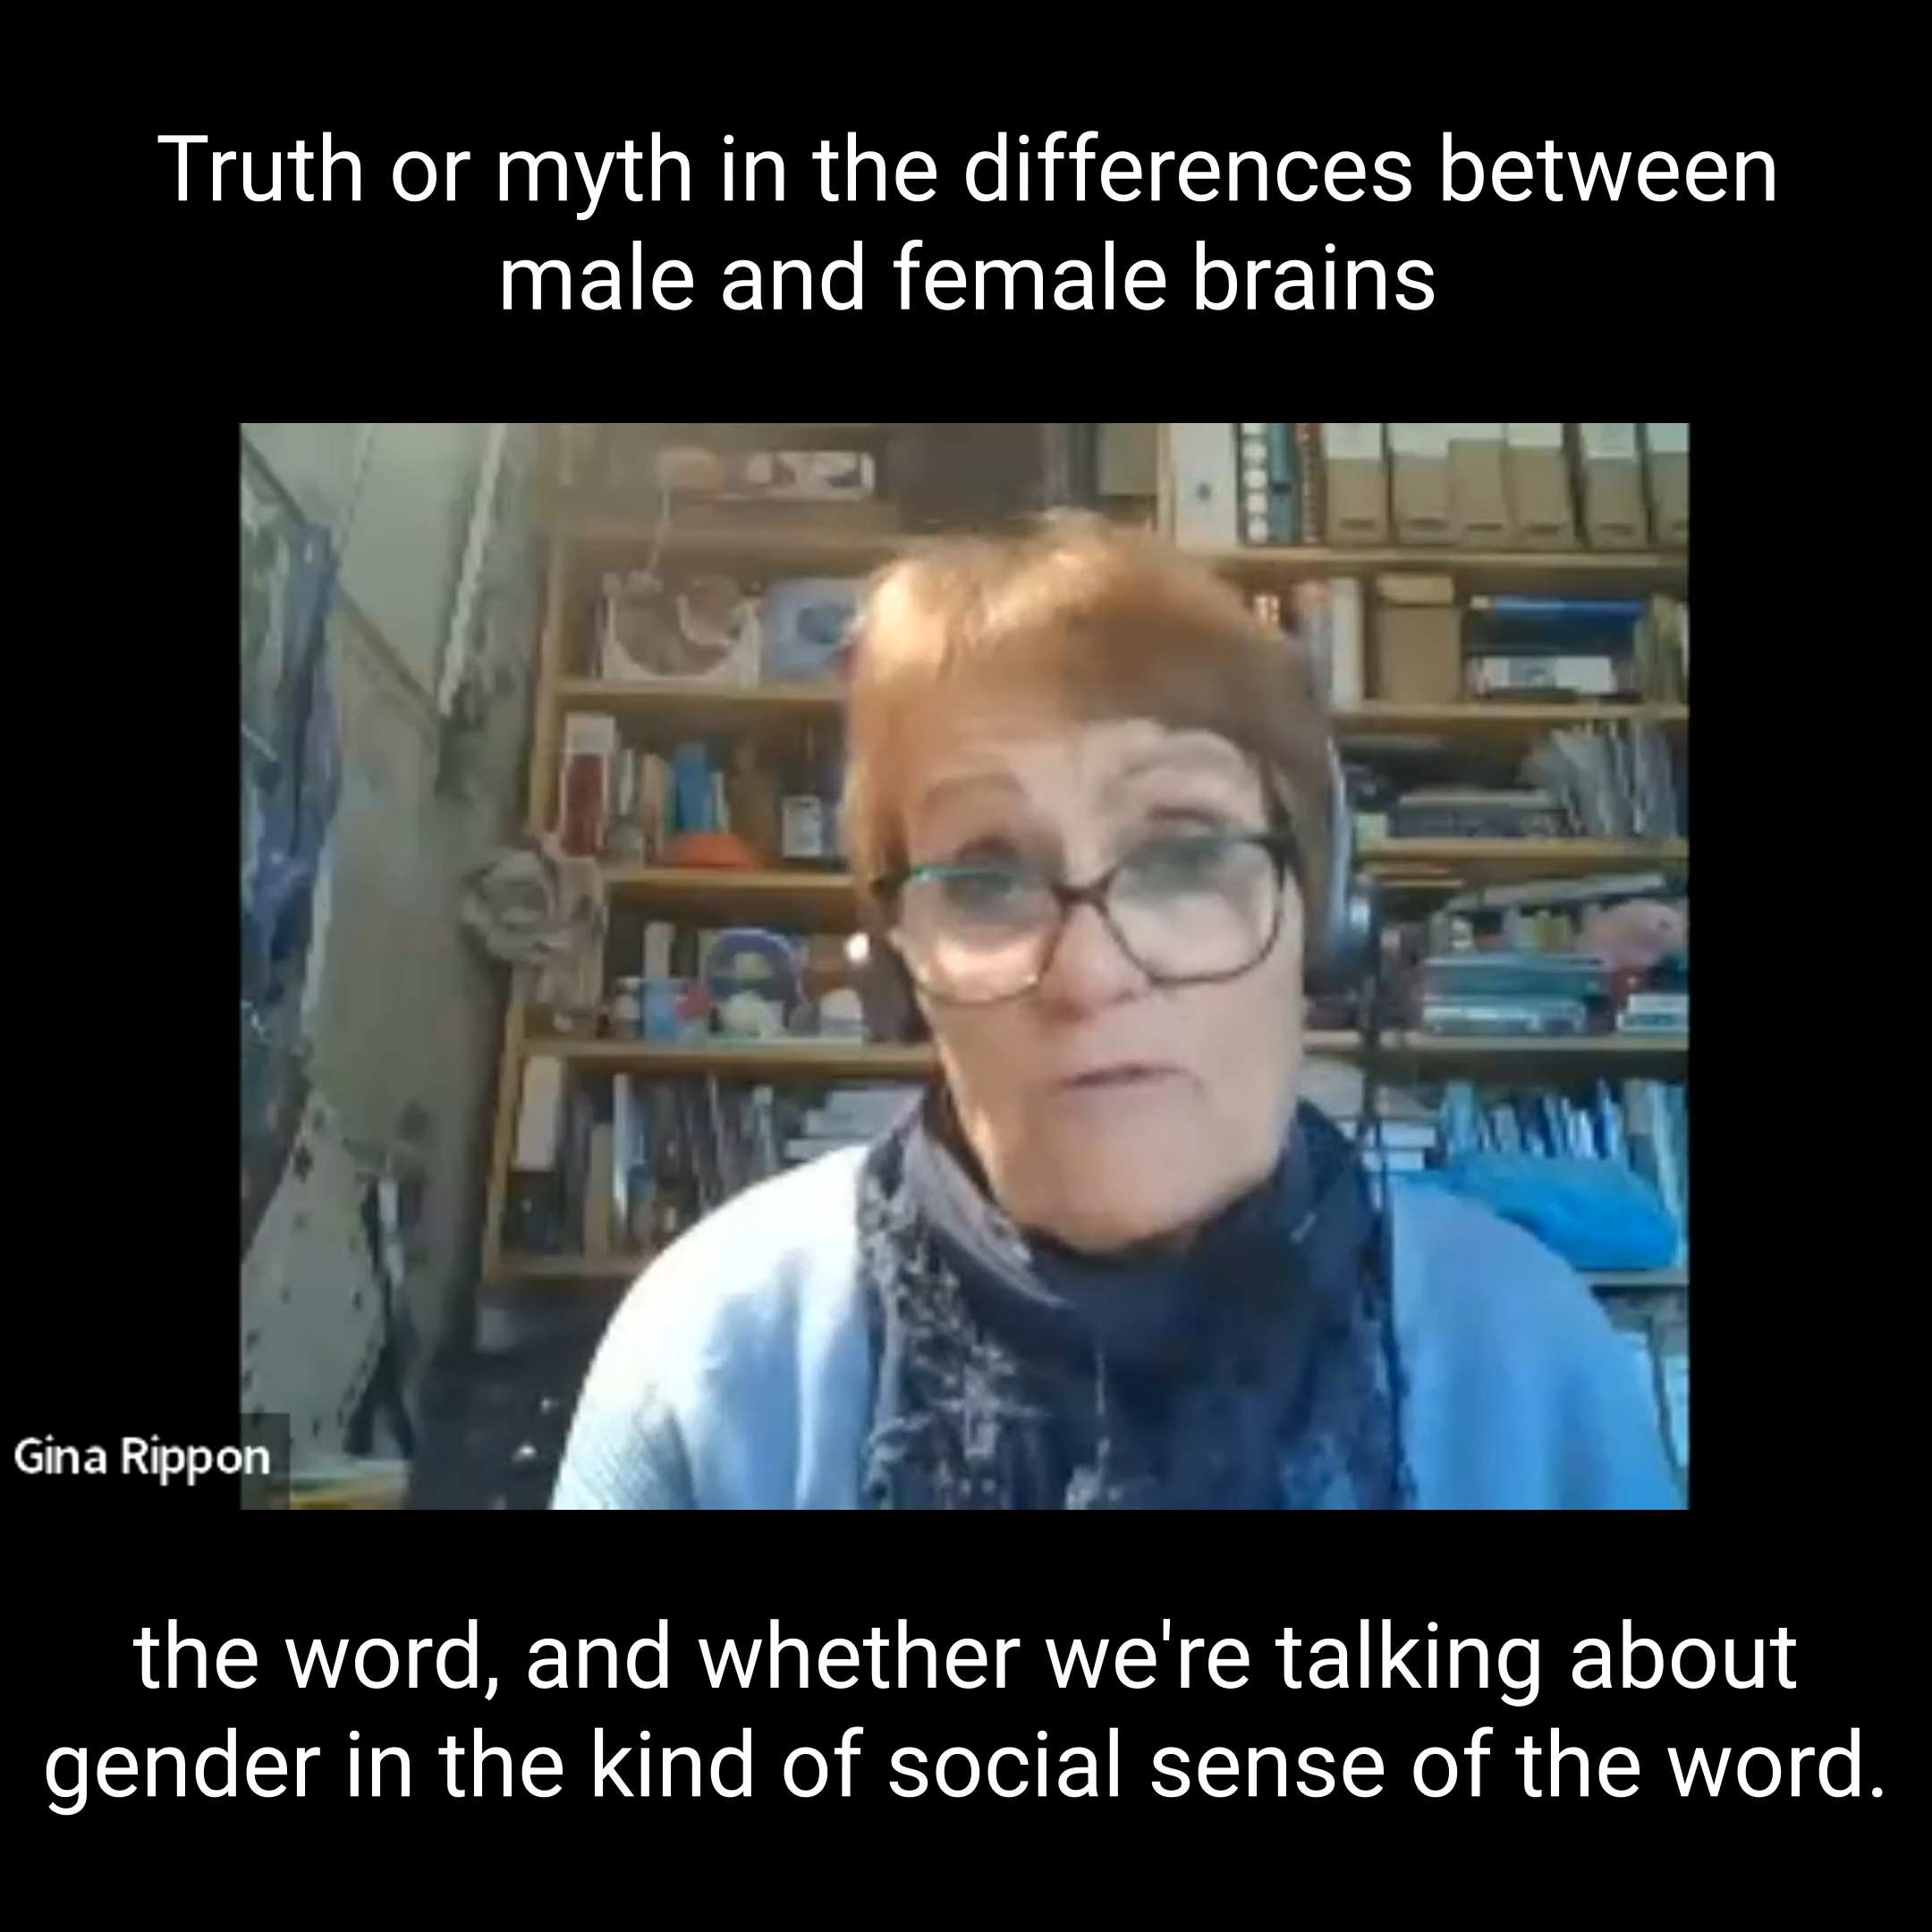 Truth or myth in the differences between
male and female brains
Gina Rippon
the word, and whether we're talking about
gender in the kind of social sense of the word.